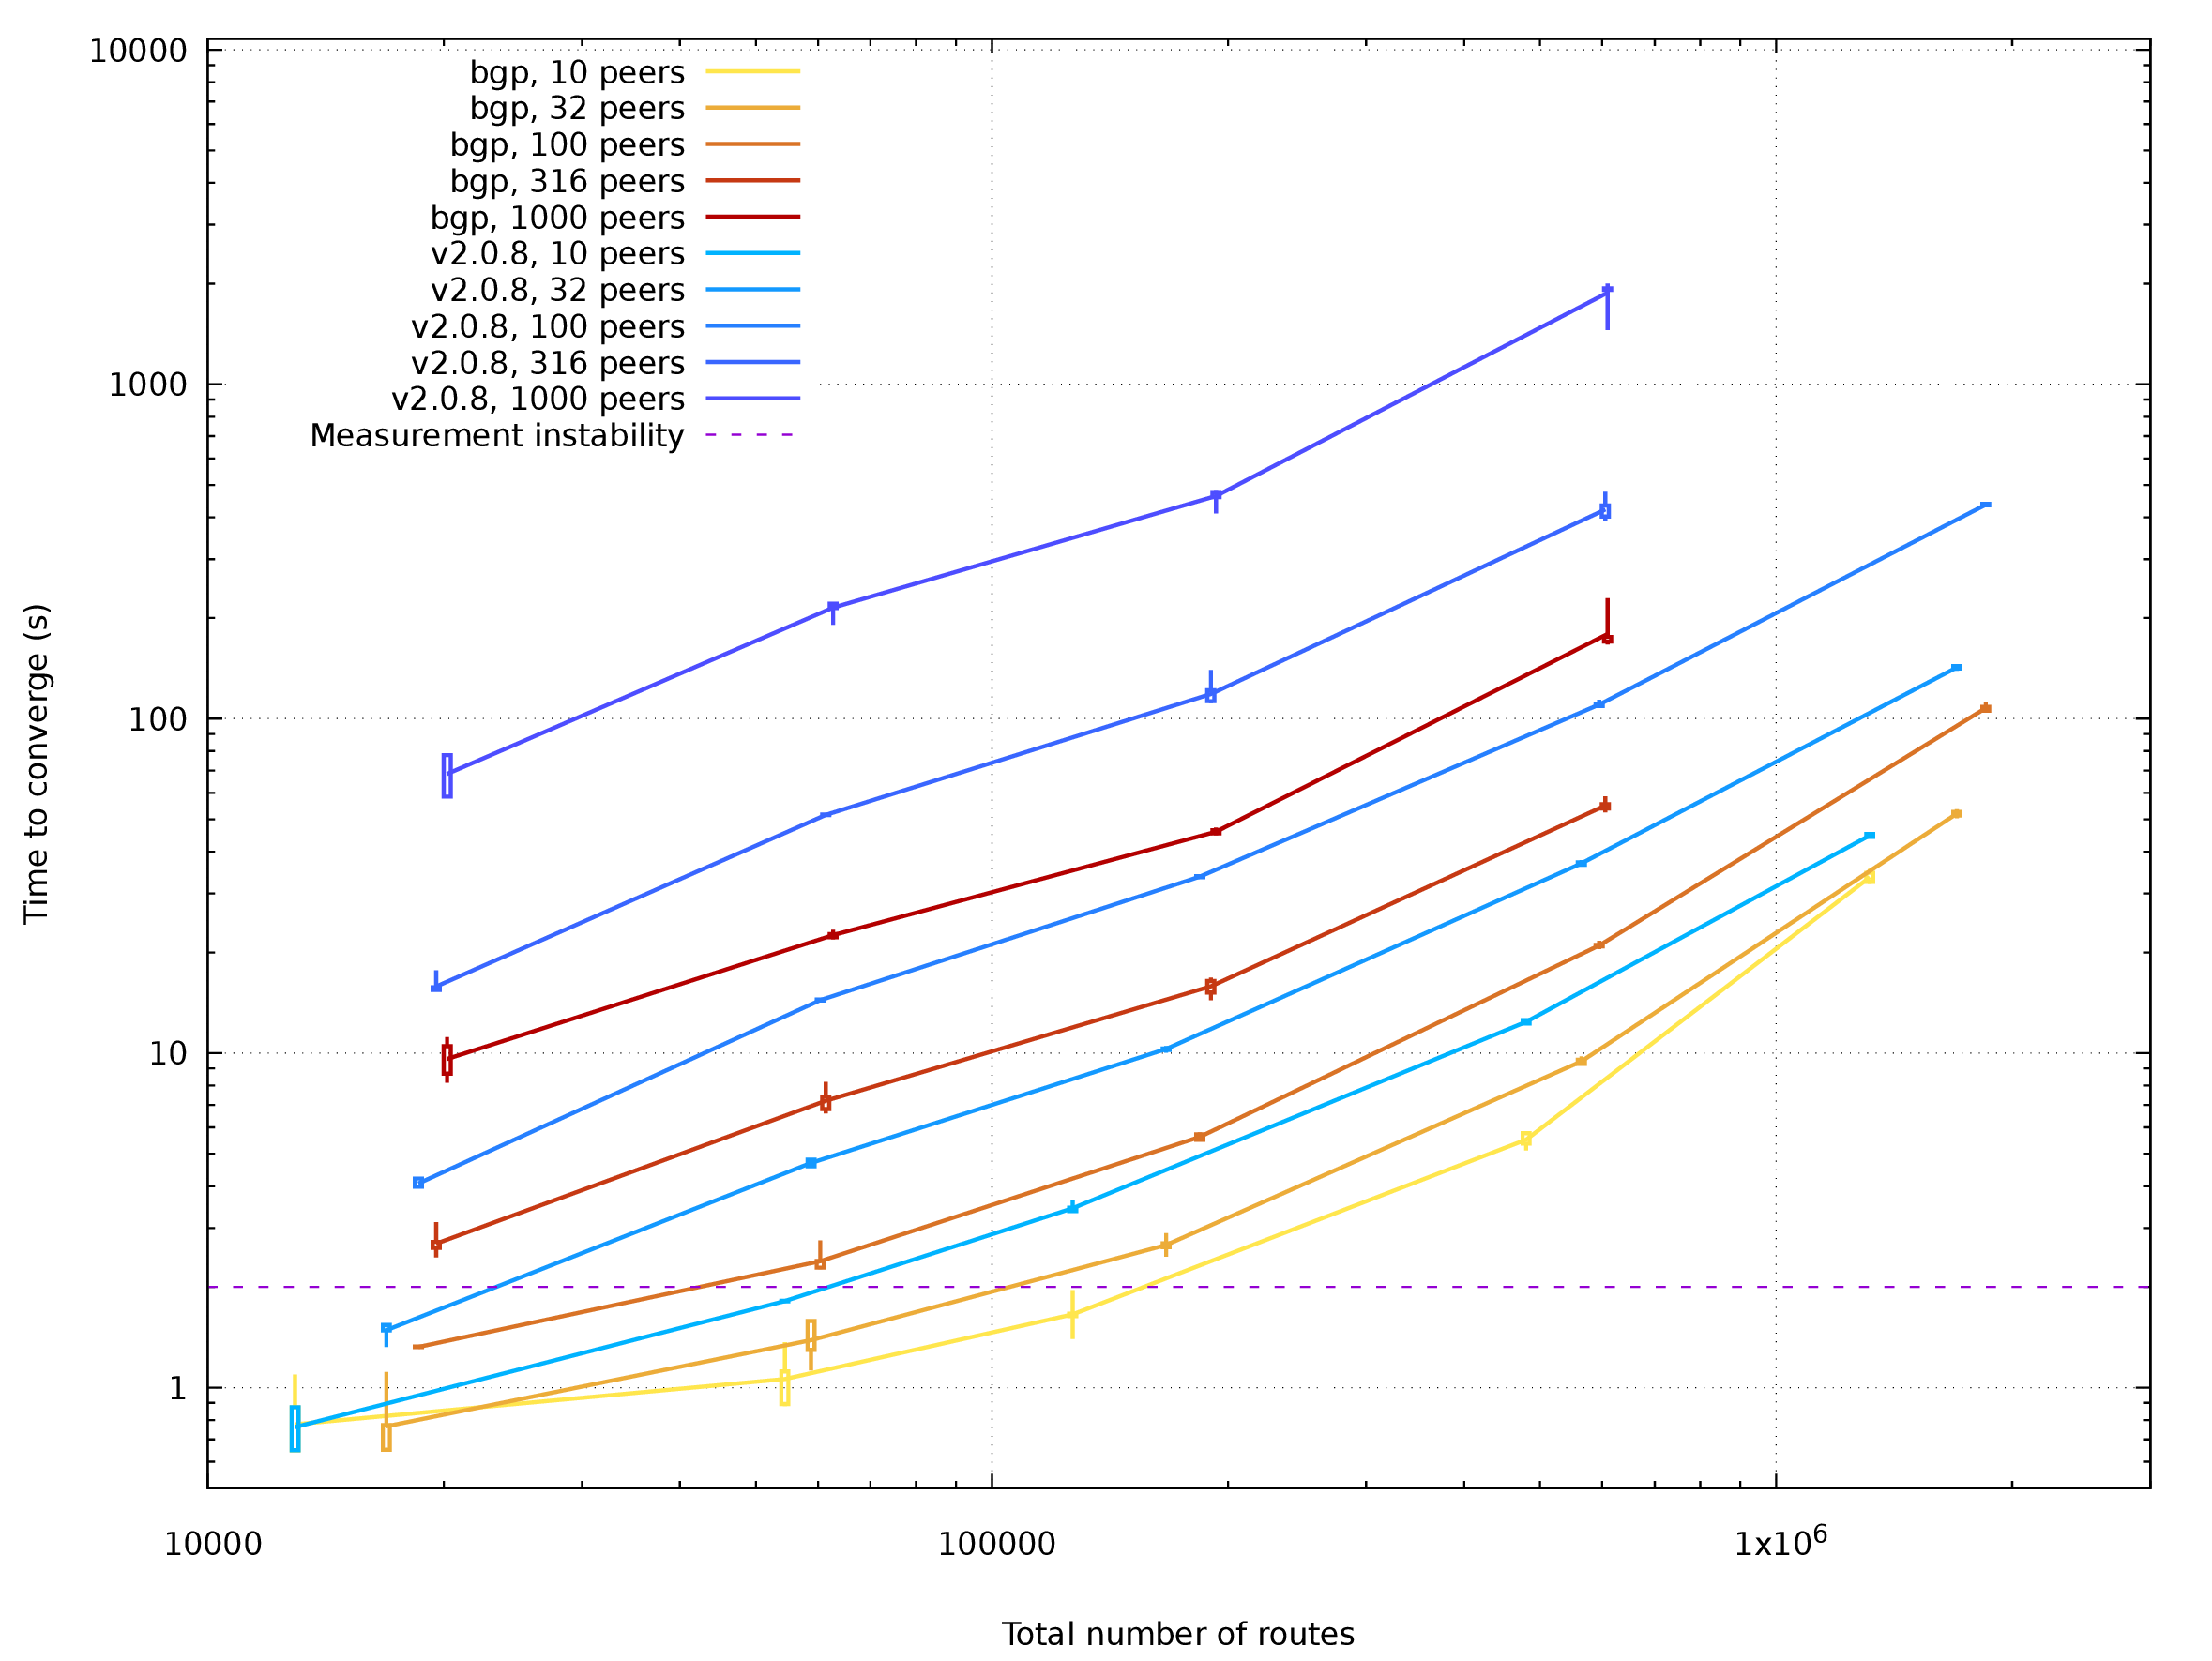 10000
1000
100
10
1
Time to converge (s)
bgp, 10 peers
bgp, 32 peers
bgp, 100 peers
bgp, 316 peers
bgp, 1000 peers
v2.0.8, 10 peers
v2.0.8, 32 peers
v2.0.8, 100 peers
v2.0.8, 316 peers
v2.0.8, 1000 peers
Measurement instability
10000 100000 1x10⁶
Total number of routes